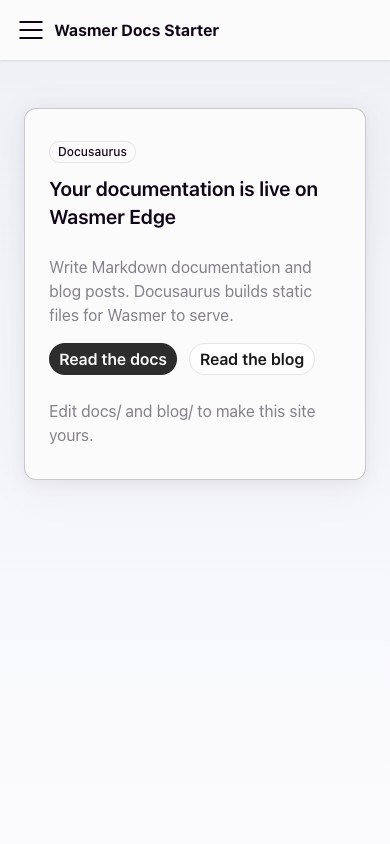 Wasmer Docs Starter
Docusaurus
Your documentation is live on
Wasmer Edge
Write Markdown documentation and
blog posts. Docusaurus builds static
files for Wasmer to serve.
Read the docs
Read the blog
Edit docs/ and blog/ to make this site
yours.